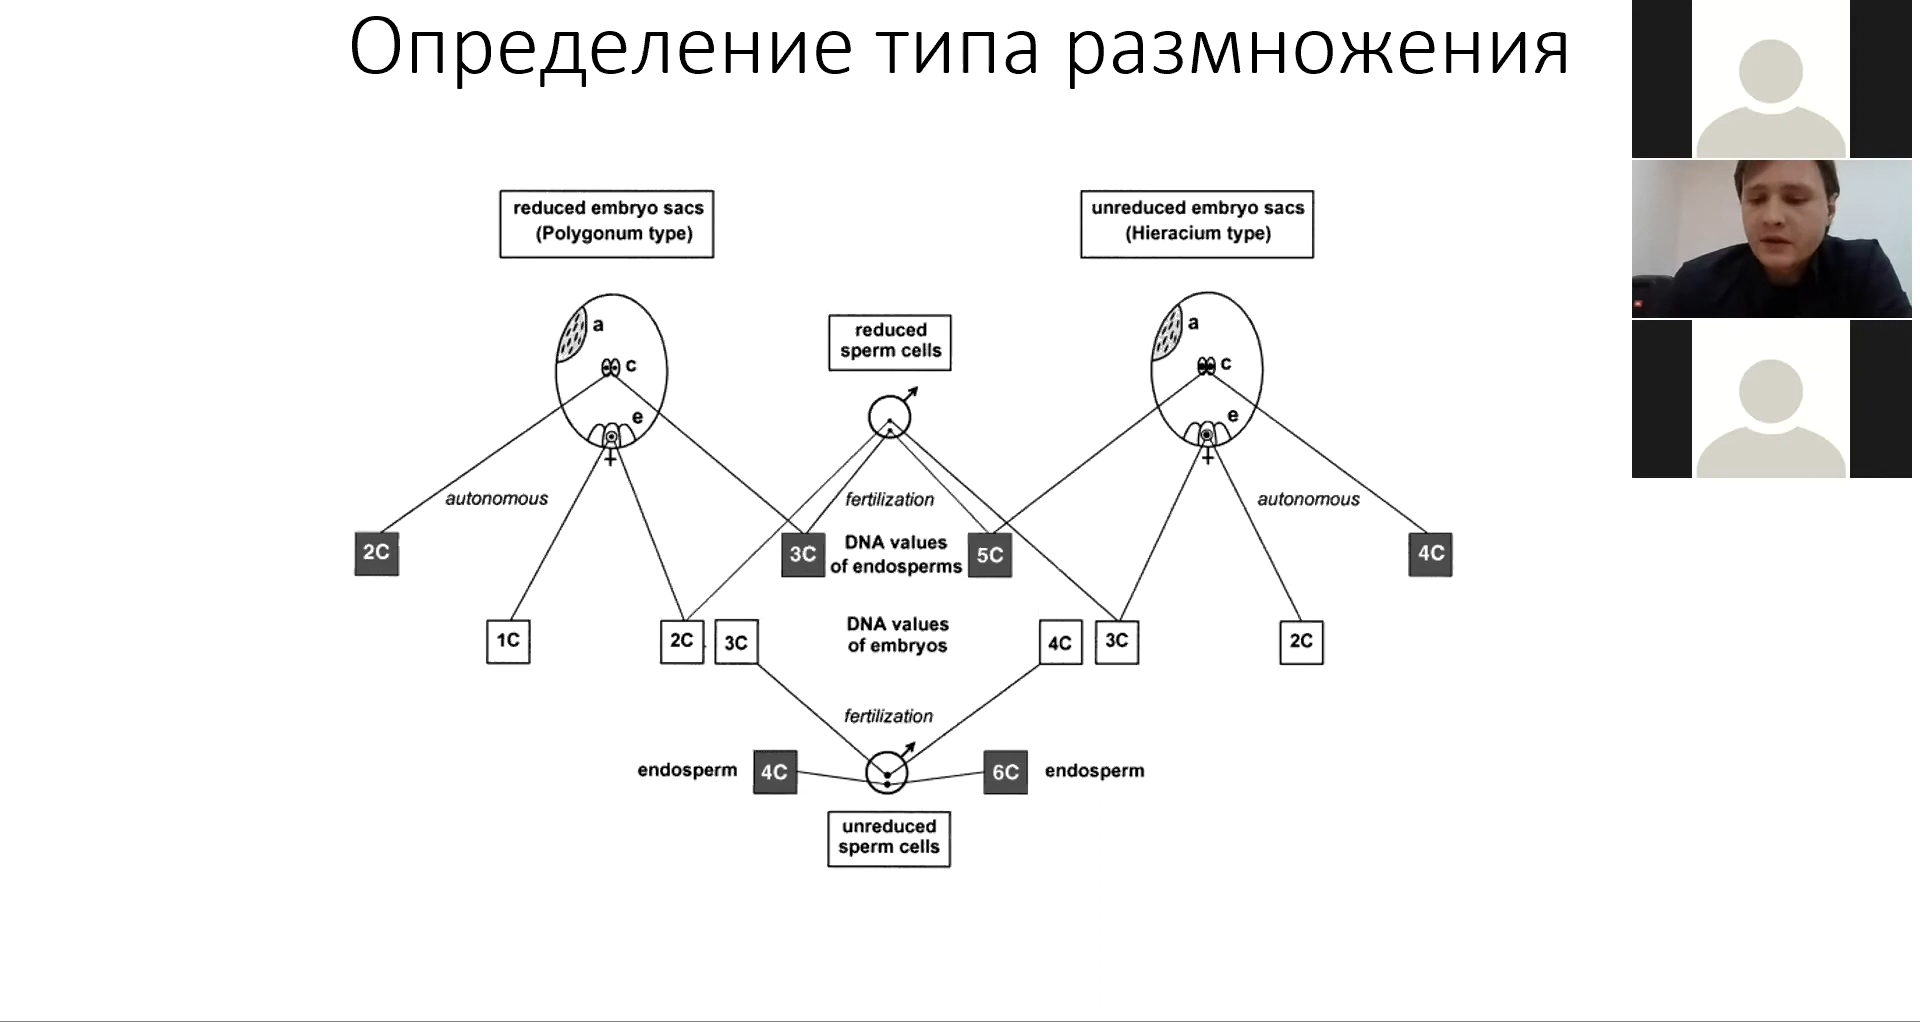 Определение типа размножения
reduced embryo sacs
(Polygonum type)
unreduced embryo sacs
(Hieracium type)
reduced
sperm cells
a
c
e
a
c
e
autonomous
fertilization
autonomous
2C
3C
DNA values
of endosperms
5C
4C
1C
2C
3C
DNA values
of embryos
4C
3C
2C
fertilization
endosperm
4C
6C
endosperm
unreduced
sperm cells